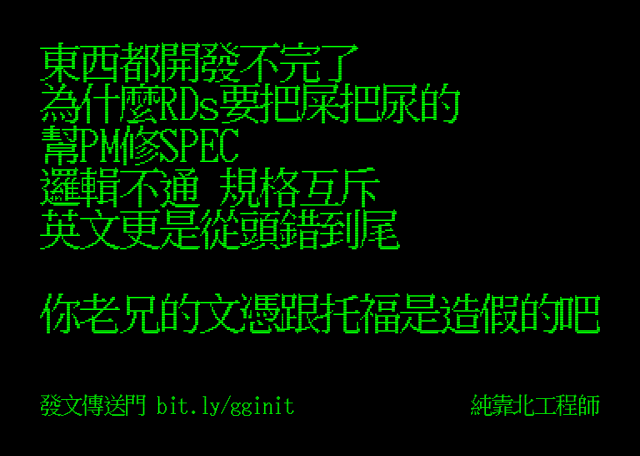 東西都開發不完了
為什麼RDs要把屎把尿的
幫PM修SPEC
邏輯不通 規格互斥
英文更是從頭錯到尾
你老兄的文憑跟托福是造假的吧
發文傳送門 bit.ly/gginit
純靠北工程師